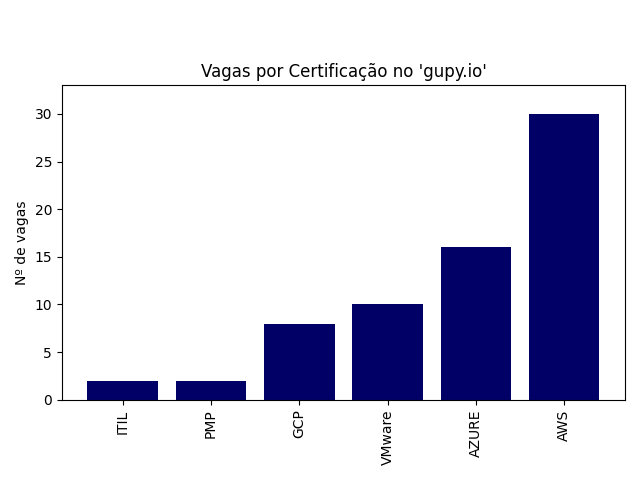 Vagas por Certificação no 'gupy.io'
Nº de vagas
30
25
20
15
10
5
0
ITIL
PMP
GCP
VMware
AZURE
AWS